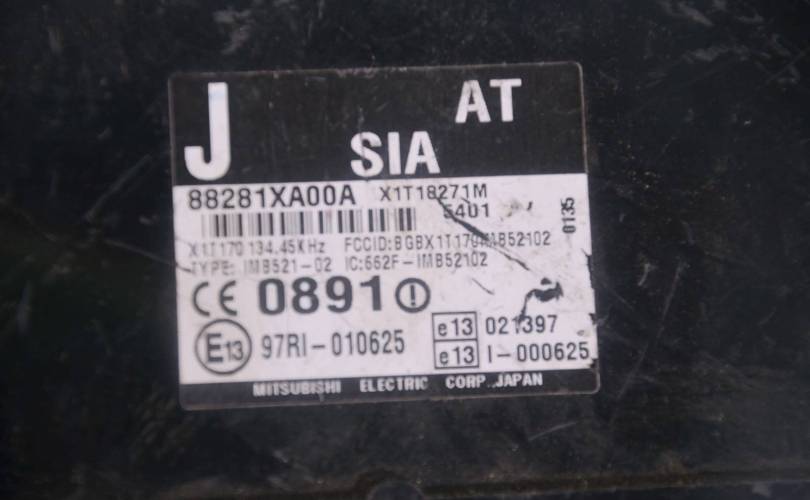 J AT
SIA
88281XA00A X1T18271M
5401
0135
X1T170 134.45KHz FCCID:BGBX1T170IMB52102
TYPE: IMB521-02 IC:662F-IMB52102
CE 0891
E13 97RI-010625
e13 021397
e13 I-000625
MITSUBISHI ELECTRIC CORP. JAPAN